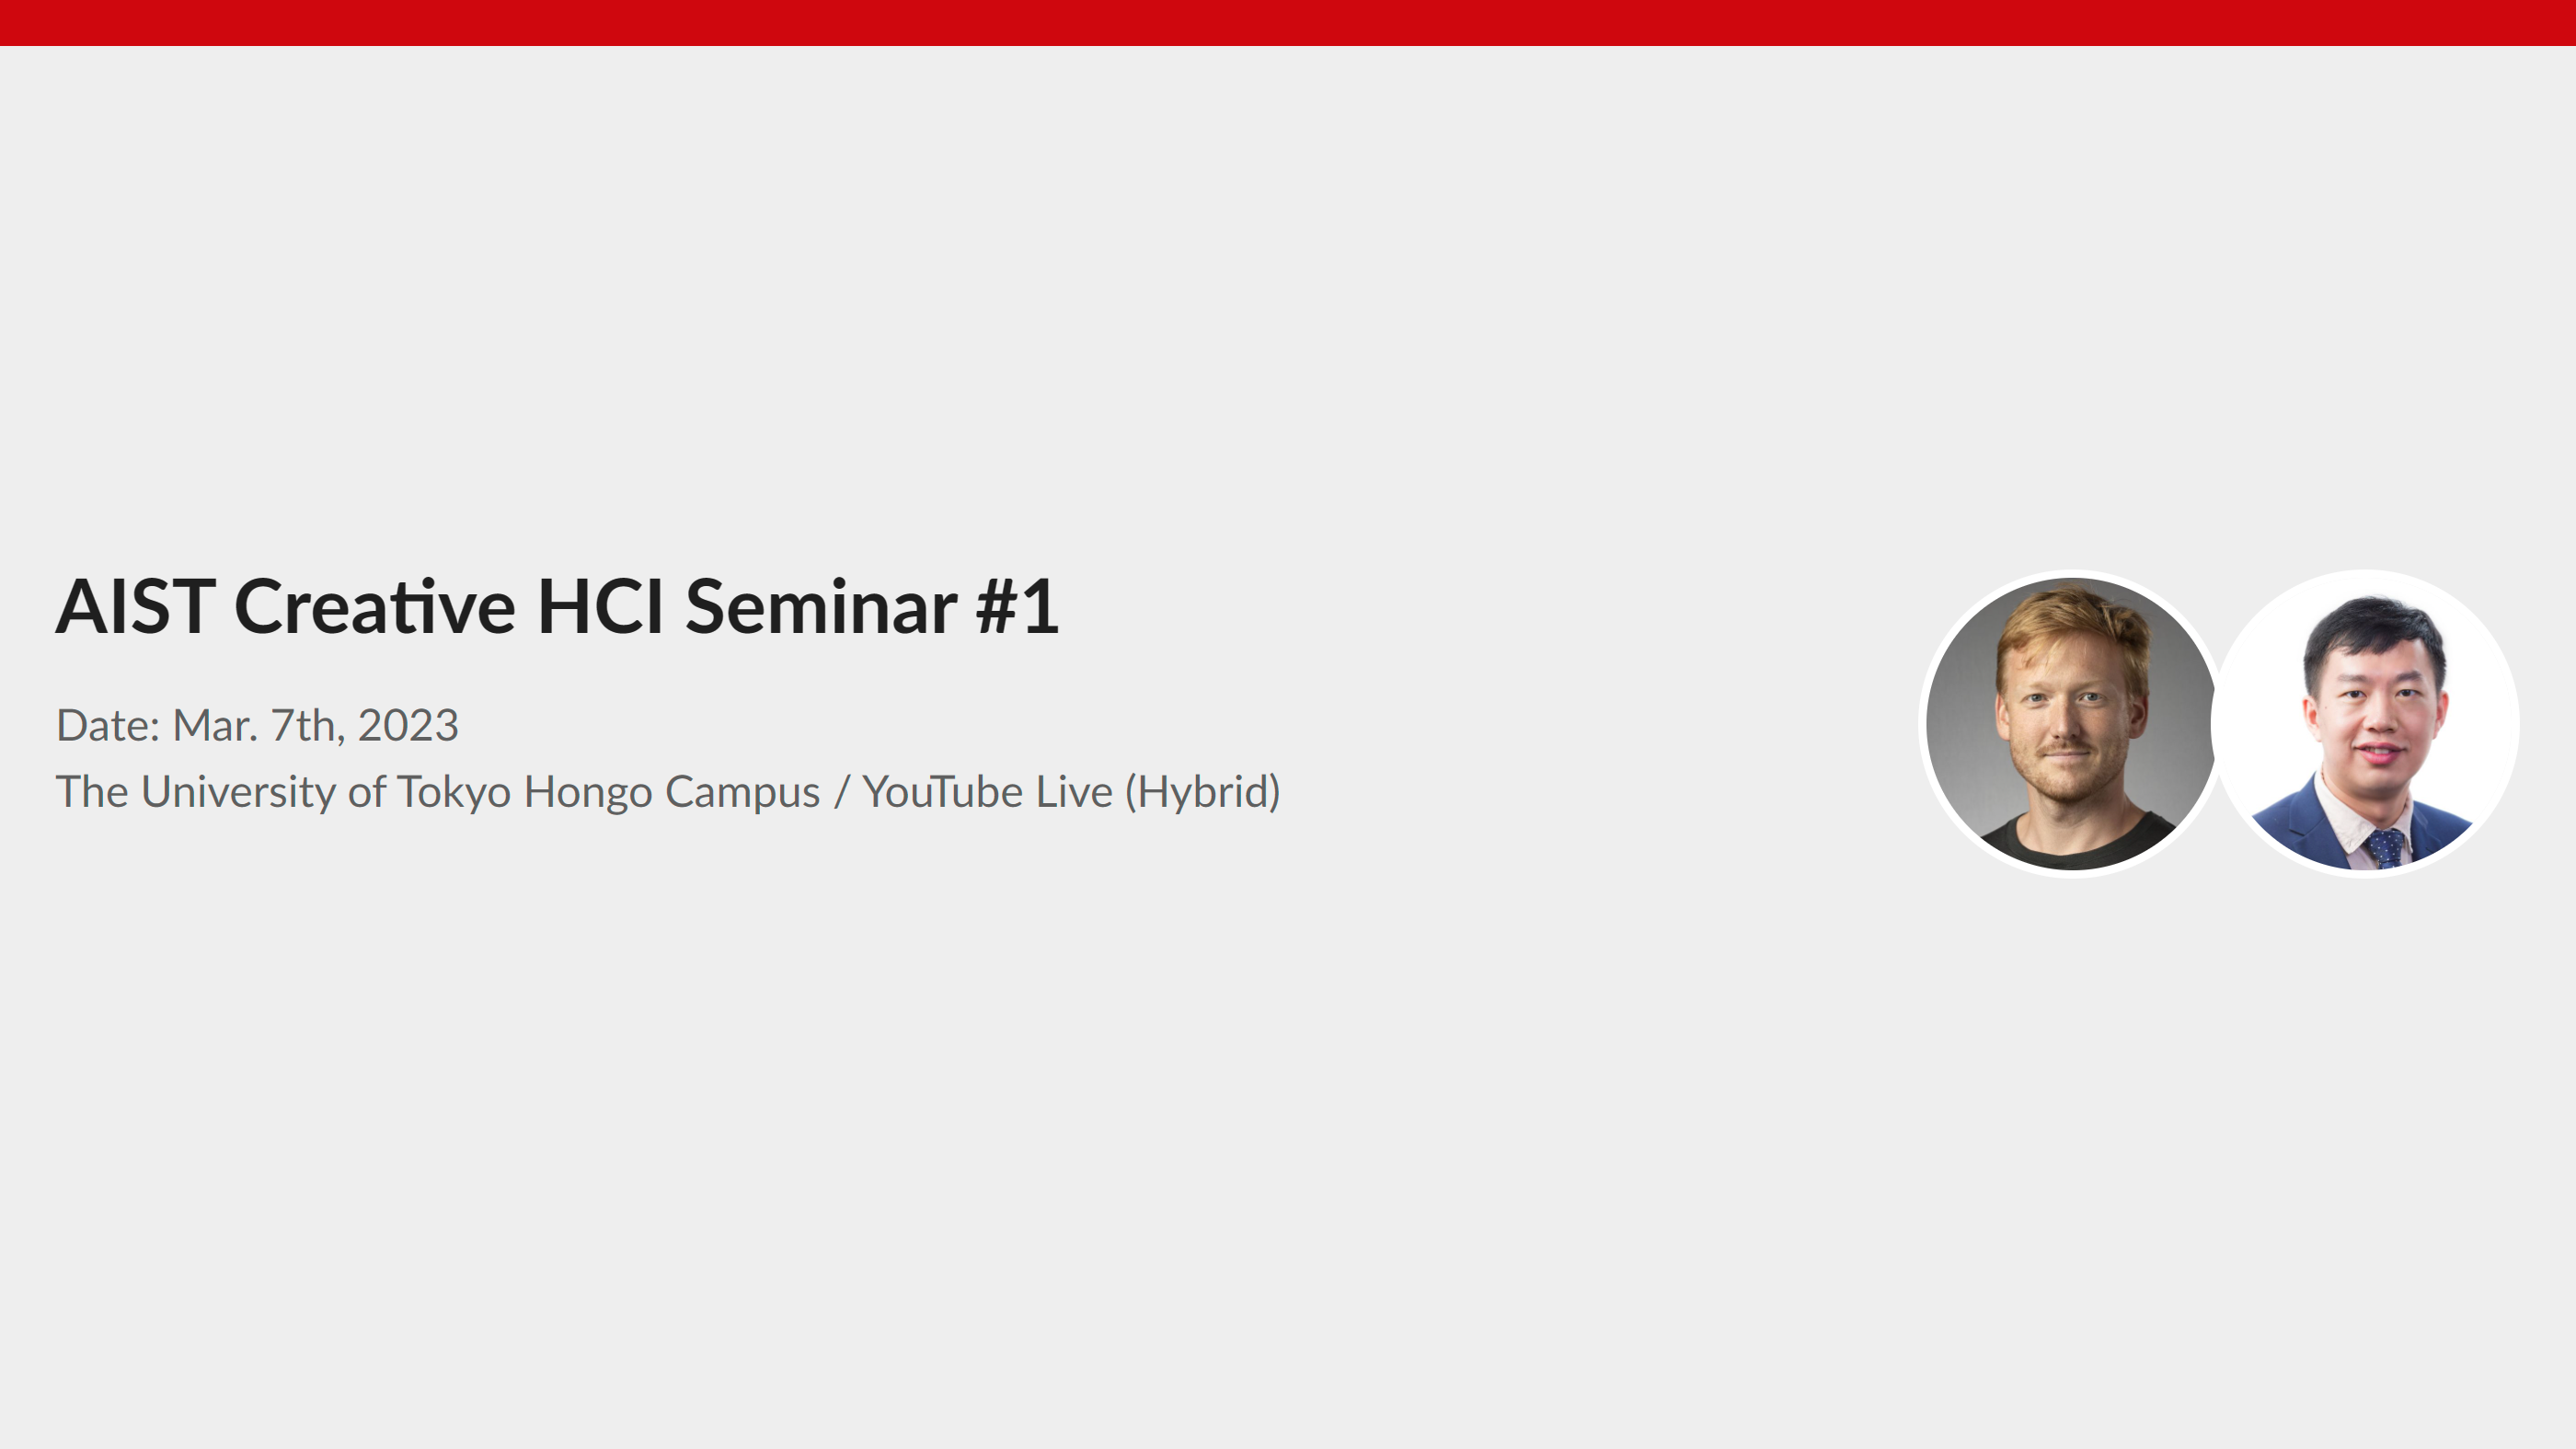 AIST Creative HCI Seminar #1
Date: Mar. 7th, 2023
The University of Tokyo Hongo Campus / YouTube Live (Hybrid)